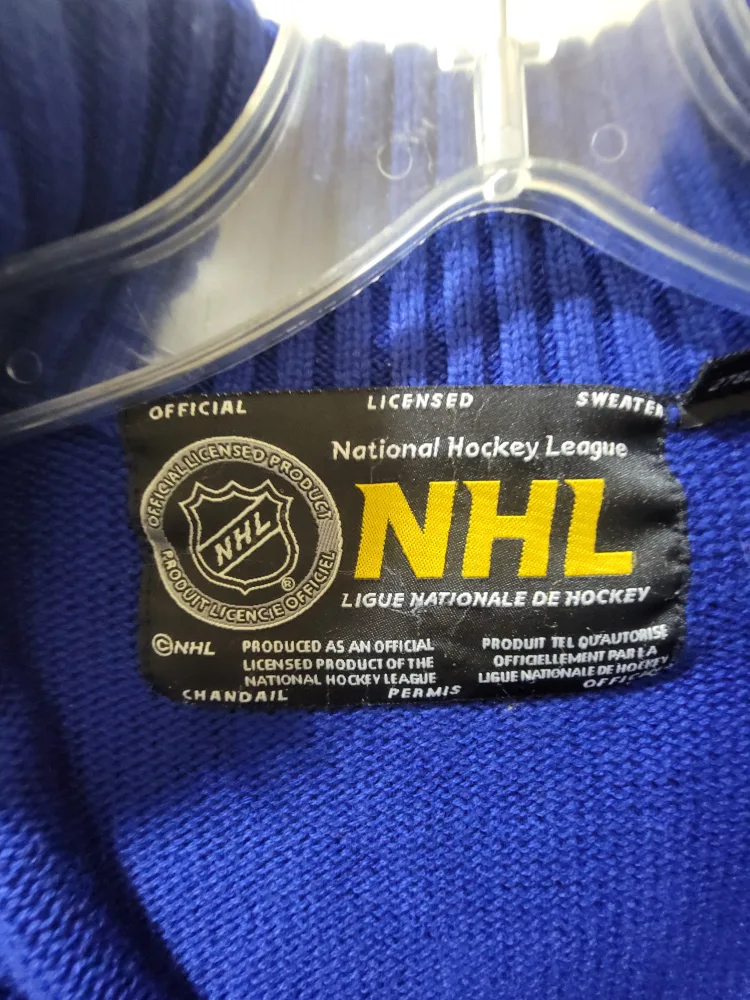 OFFICIAL LICENSED SWEATER
National Hockey League
OFFICIAL LICENSED PRODUCT
NHL
PRODUIT LICENCIE OFFICIEL
®
NHL
LIGUE NATIONALE DE HOCKEY
©NHL
PRODUCED AS AN OFFICIAL
LICENSED PRODUCT OF THE
NATIONAL HOCKEY LEAGUE
PRODUIT TEL QU'AUTORISE
OFFICIELLEMENT PAR LA
LIGUE NATIONALE DE HOCKEY
CHANDAIL PERMIS